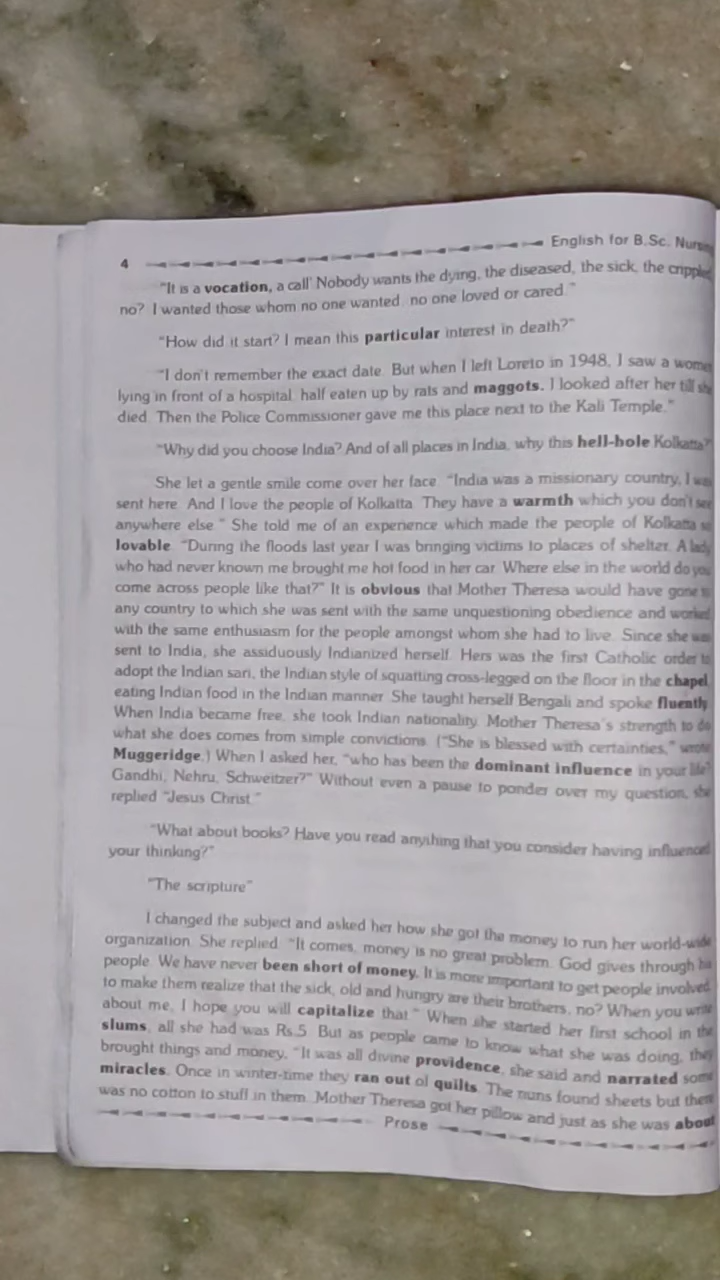 4 English for B.Sc. Nursing
"It is a vocation, a call' Nobody wants the dying, the diseased, the sick, the crippled
no? I wanted those whom no one wanted no one loved or cared."
"How did it start? I mean this particular interest in death?"
"I don't remember the exact date. But when I left Loreto in 1948, I saw a women
lying in front of a hospital, half eaten up by rats and maggots. I looked after her till she
died. Then the Police Commissioner gave me this place next to the Kali Temple."
"Why did you choose India? And of all places in India, why this hell-hole Kolkatta?"
She let a gentle smile come over her face. "India was a missionary country, I was
sent here. And I love the people of Kolkatta. They have a warmth which you don't see
anywhere else." She told me of an experience which made the people of Kolkatta so
lovable. "During the floods last year I was bringing victims to places of shelter. A lady
who had never known me brought me hot food in her car. Where else in the world do you
come across people like that?" It is obvious that Mother Theresa would have gone to
any country to which she was sent with the same unquestioning obedience and worked
with the same enthusiasm for the people amongst whom she had to live. Since she was
sent to India, she assiduously Indianized herself. Hers was the first Catholic order to
adopt the Indian sari, the Indian style of squatting cross-legged on the floor in the chapel,
eating Indian food in the Indian manner. She taught herself Bengali and spoke fluently.
When India became free, she took Indian nationality. Mother Theresa's strength to do
what she does comes from simple convictions. ("She is blessed with certainties," wrote
Muggeridge.) When I asked her, "who has been the dominant influence in your life?
Gandhi, Nehru, Schweitzer?" Without even a pause to ponder over my question, she
replied "Jesus Christ."
"What about books? Have you read anything that you consider having influenced
your thinking?"
"The scripture"
I changed the subject and asked her how she got the money to run her world-wide
organization. She replied. "It comes, money is no great problem. God gives through his
people. We have never been short of money. It is more important to get people involved,
to make them realize that the sick, old and hungry are their brothers, no? When you write
about me, I hope you will capitalize that." When she started her first school in the
slums, all she had was Rs.5. But as people came to know what she was doing, they
brought things and money, "It was all divine providence, she said and narrated some
miracles. Once in winter-time they ran out of quilts. The nuns found sheets but there
was no cotton to stuff in them. Mother Theresa got her pillow and just as she was about
Prose